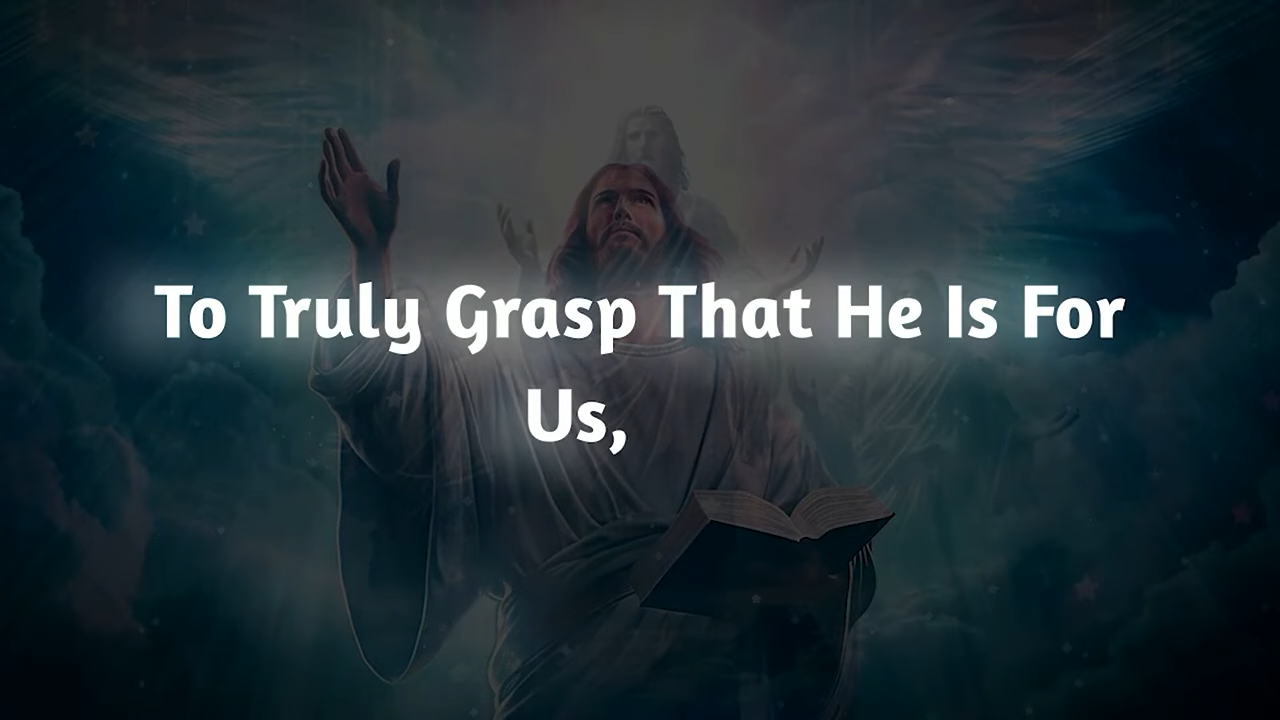 To Truly Grasp That He Is For
Us,